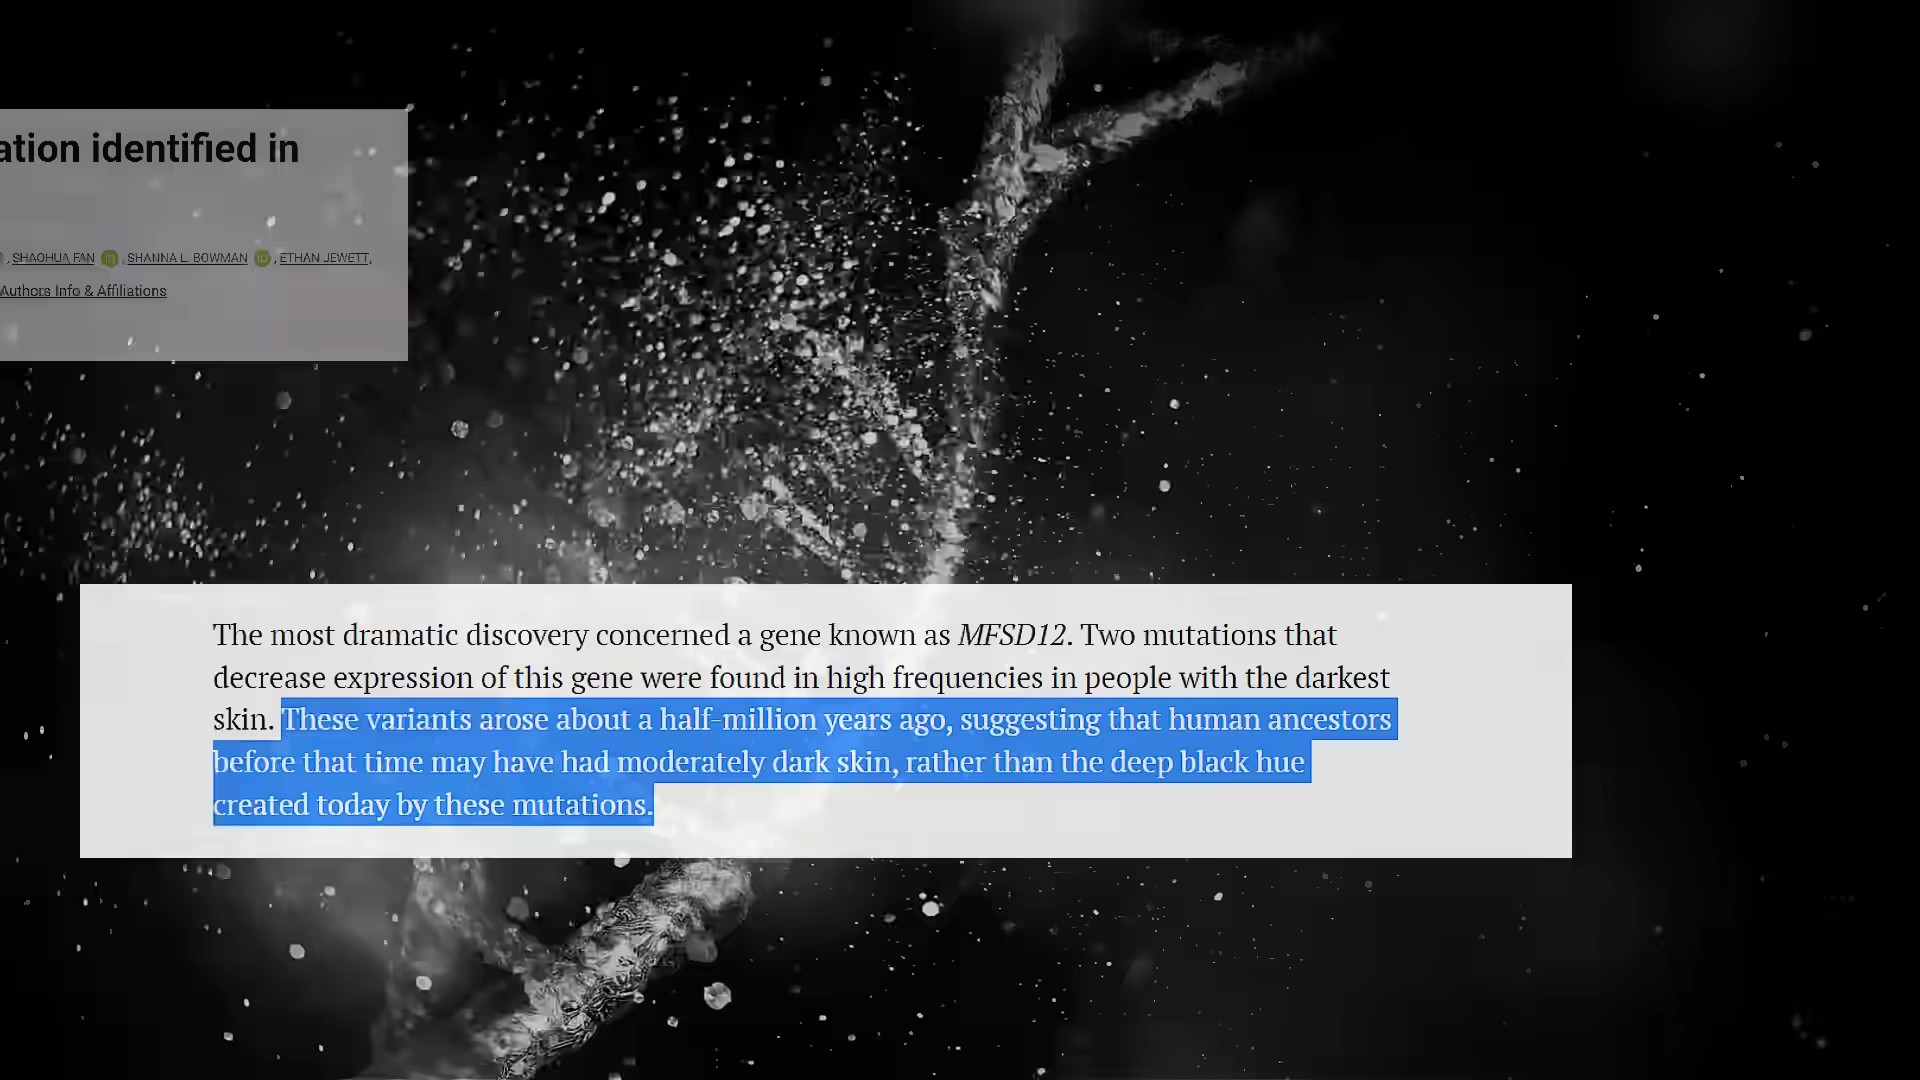 ation identified in
, SHAOHUA FAN iD , SHANNA L. BOWMAN iD , ETHAN JEWETT,
Authors Info & Affiliations
The most dramatic discovery concerned a gene known as MFSD12. Two mutations that
decrease expression of this gene were found in high frequencies in people with the darkest
skin. These variants arose about a half-million years ago, suggesting that human ancestors
before that time may have had moderately dark skin, rather than the deep black hue
created today by these mutations.